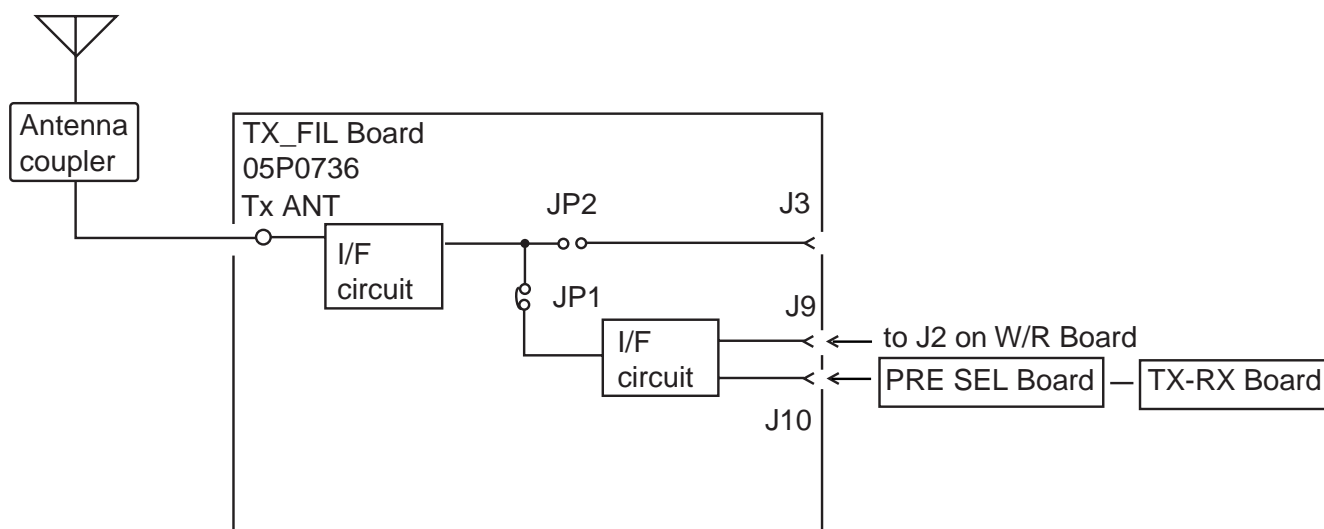 Antenna
coupler
TX_FIL Board
05P0736
Tx ANT
I/F
circuit
JP2
J3
JP1
J9
I/F
circuit
to J2 on W/R Board
PRE SEL Board
TX-RX Board
J10